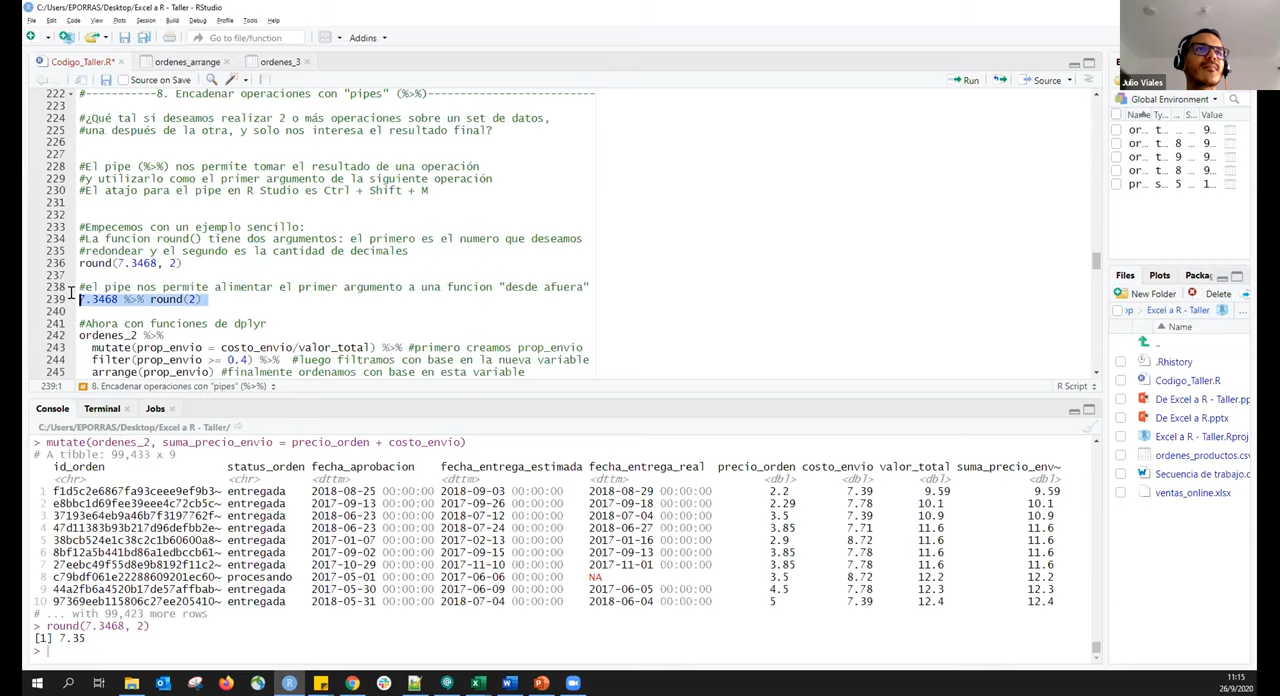 C:/Users/EPORRAS/Desktop/Excel a R - Taller - RStudio
File Edit Code View Plots Session Build Debug Profile Tools Help
Go to file/function Addins
Codigo_Taller.R* ordenes_arrange ordenes_3
Source on Save Run Source
222 #-----------8. Encadenar operaciones con "pipes" (%>%)--------------------------
223
224 #¿Qué tal si deseamos realizar 2 o más operaciones sobre un set de datos,
225 #una después de la otra, y solo nos interesa el resultado final?
226
227
228 #El pipe (%>%) nos permite tomar el resultado de una operación
229 #y utilizarlo como el primer argumento de la siguiente operación
230 #El atajo para el pipe en R Studio es Ctrl + Shift + M
231
232
233 #Empecemos con un ejemplo sencillo:
234 #La funcion round() tiene dos argumentos: el primero es el numero que deseamos
235 #redondear y el segundo es la cantidad de decimales
236 round(7.3468, 2)
237
238 #el pipe nos permite alimentar el primer argumento a una funcion "desde afuera"
239 7.3468 %>% round(2)
240
241 #Ahora con funciones de dplyr
242 ordenes_2 %>%
243 mutate(prop_envio = costo_envio/valor_total) %>% #primero creamos prop_envio
244 filter(prop_envio >= 0.4) %>% #luego filtramos con base en la nueva variable
245 arrange(prop_envio) #finalmente ordenamos con base en esta variable
239:1 8. Encadenar operaciones con "pipes" (%>%) R Script
Console Terminal Jobs
C:/Users/EPORRAS/Desktop/Excel a R - Taller/
> mutate(ordenes_2, suma_precio_envio = precio_orden + costo_envio)
# A tibble: 99,433 x 9
id_orden status_orden fecha_aprobacion fecha_entrega_estimada fecha_entrega_real precio_orden costo_envio valor_total suma_precio_env~
<chr> <chr> <dttm> <dttm> <dttm> <dbl> <dbl> <dbl> <dbl>
1 f1d5c2e6867fa93ceee9ef9b3~ entregada 2018-08-25 00:00:00 2018-09-03 00:00:00 2018-08-29 00:00:00 2.2 7.39 9.59 9.59
2 e8bbc1d69fee39eee4c72cb5c~ entregada 2017-09-13 00:00:00 2017-09-26 00:00:00 2017-09-18 00:00:00 2.29 7.78 10.1 10.1
3 37193e64eb9a46b7f3197762f~ entregada 2018-06-23 00:00:00 2018-07-12 00:00:00 2018-07-04 00:00:00 3.5 7.39 10.9 10.9
4 47d11383b93b217d96defbb2e~ entregada 2018-06-23 00:00:00 2018-07-24 00:00:00 2018-06-27 00:00:00 3.85 7.71 11.6 11.6
5 38bcb524e1c38c2c1b60600a8~ entregada 2017-01-07 00:00:00 2017-02-13 00:00:00 2017-01-16 00:00:00 2.9 8.72 11.6 11.6
6 8bf12a5b441bd86a1edbccb61~ entregada 2017-09-02 00:00:00 2017-09-15 00:00:00 2017-09-13 00:00:00 3.85 7.78 11.6 11.6
7 27eebc49f55d8e9b8192f11c2~ entregada 2017-10-29 00:00:00 2017-11-10 00:00:00 2017-11-01 00:00:00 3.85 7.78 11.6 11.6
8 c79bdf061e22288609201ec60~ procesando 2017-05-01 00:00:00 2017-06-06 00:00:00 NA 3.5 8.72 12.2 12.2
9 44a2fb6a4520b17de57affbab~ entregada 2017-05-30 00:00:00 2017-06-09 00:00:00 2017-06-05 00:00:00 4.5 7.78 12.3 12.3
10 97369eeb115806c27ee205410~ entregada 2018-05-31 00:00:00 2018-07-04 00:00:00 2018-06-04 00:00:00 5 7.39 12.4 12.4
# ... with 99,423 more rows
> round(7.3468, 2)
[1] 7.35
>
Julio Viales
Global Environment
Name Ty... ... S... Value
or... t... 8 9...
or... t... 9 9...
or... t... 8 9...
pr... s... 5 1...
Files Plots Packag
New Folder Delete
op > Excel a R - Taller ...
Name
..
.Rhistory
Codigo_Taller.R
De Excel a R - Taller.pp
De Excel a R.pptx
Excel a R - Taller.Rproj
ordenes_productos.csv
Secuencia de trabajo.d
ventas_online.xlsx
11:15
26/9/2020